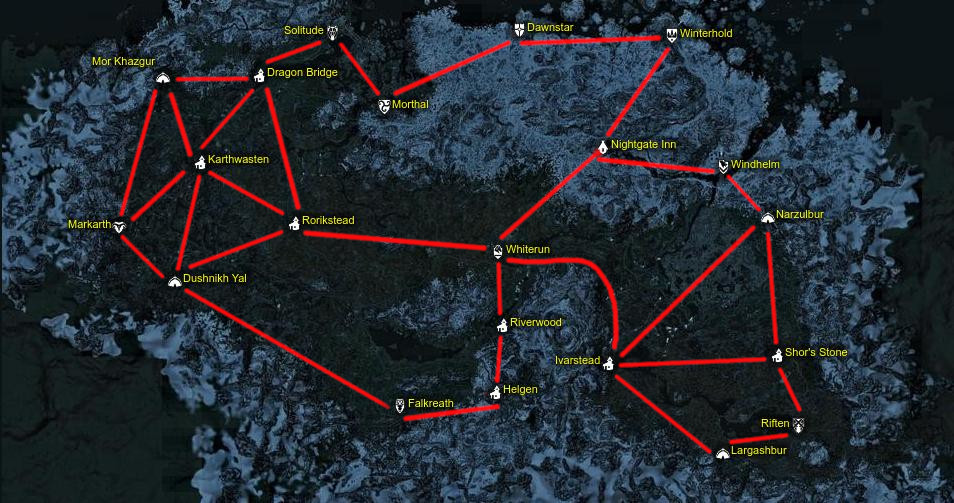 Solitude
Dawnstar
Winterhold
Mor Khazgur
Dragon Bridge
Morthal
Nightgate Inn
Karthwasten
Windhelm
Narzulbur
Markarth
Rorikstead
Whiterun
Dushnikh Yal
Riverwood
Ivarstead
Shor's Stone
Helgen
Falkreath
Riften
Largashbur